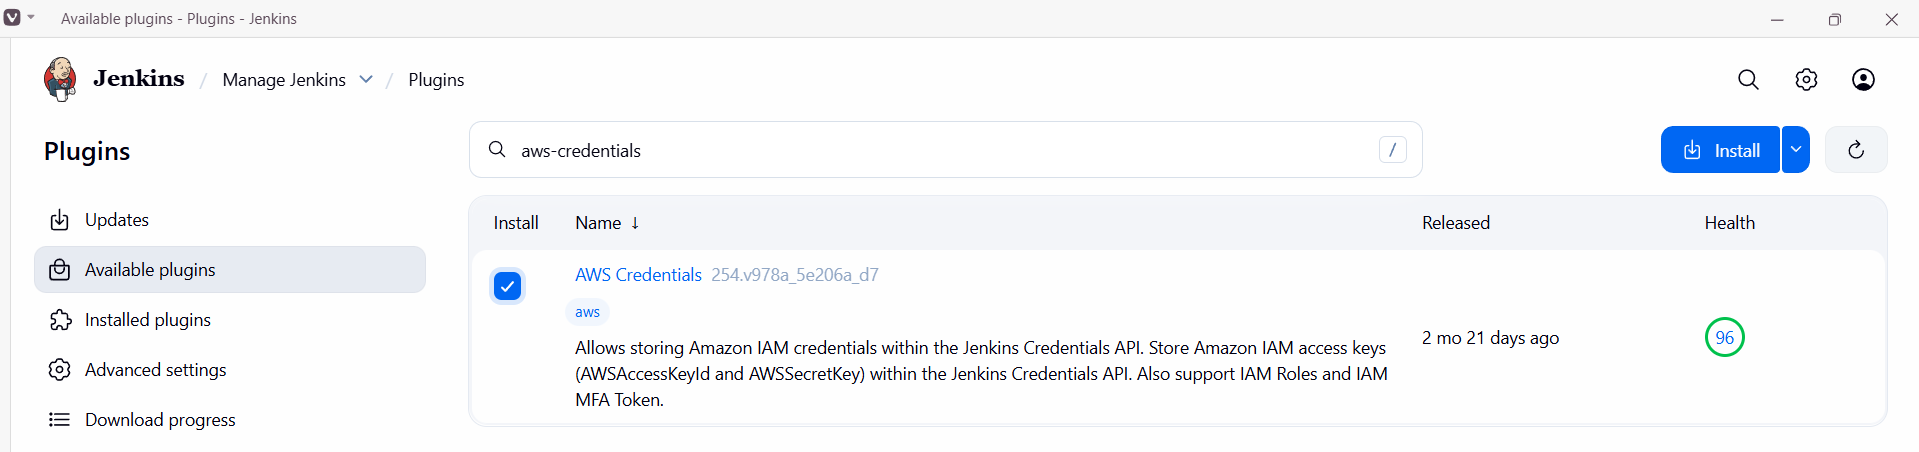 Available plugins - Plugins - Jenkins
Jenkins / Manage Jenkins / Plugins
Plugins
aws-credentials /
Install
Updates
Available plugins
Installed plugins
Advanced settings
Download progress
Install Name ↓ Released Health
AWS Credentials 254.v978a_5e206a_d7
aws
Allows storing Amazon IAM credentials within the Jenkins Credentials API. Store Amazon IAM access keys
(AWSAccessKeyId and AWSSecretKey) within the Jenkins Credentials API. Also support IAM Roles and IAM
MFA Token.
2 mo 21 days ago
96